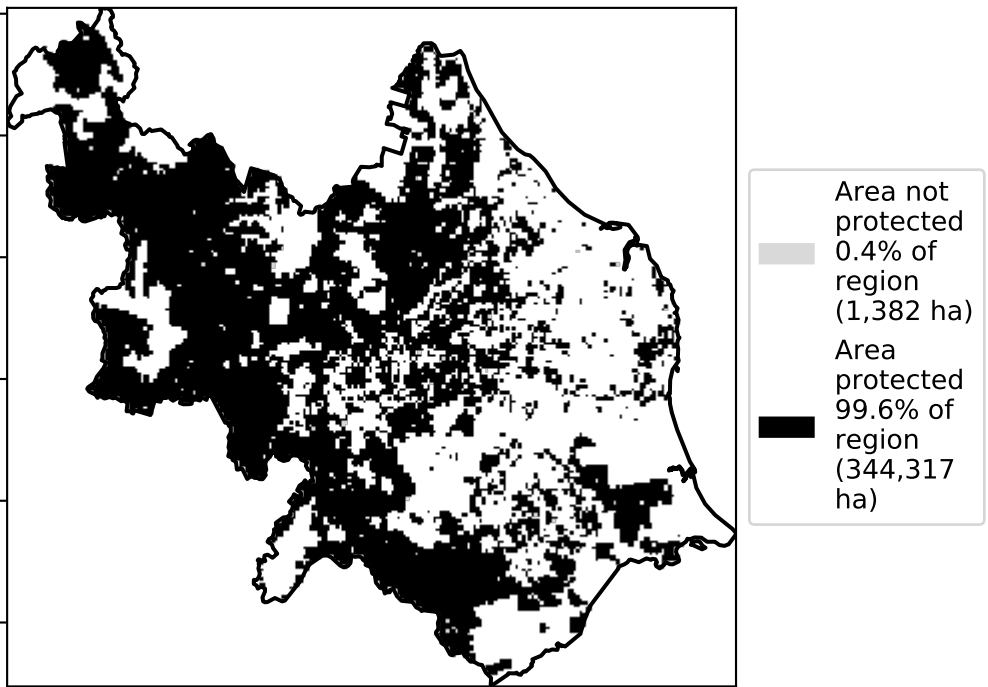 Area not
protected
0.4% of
region
(1,382 ha)
Area
protected
99.6% of
region
(344,317
ha)